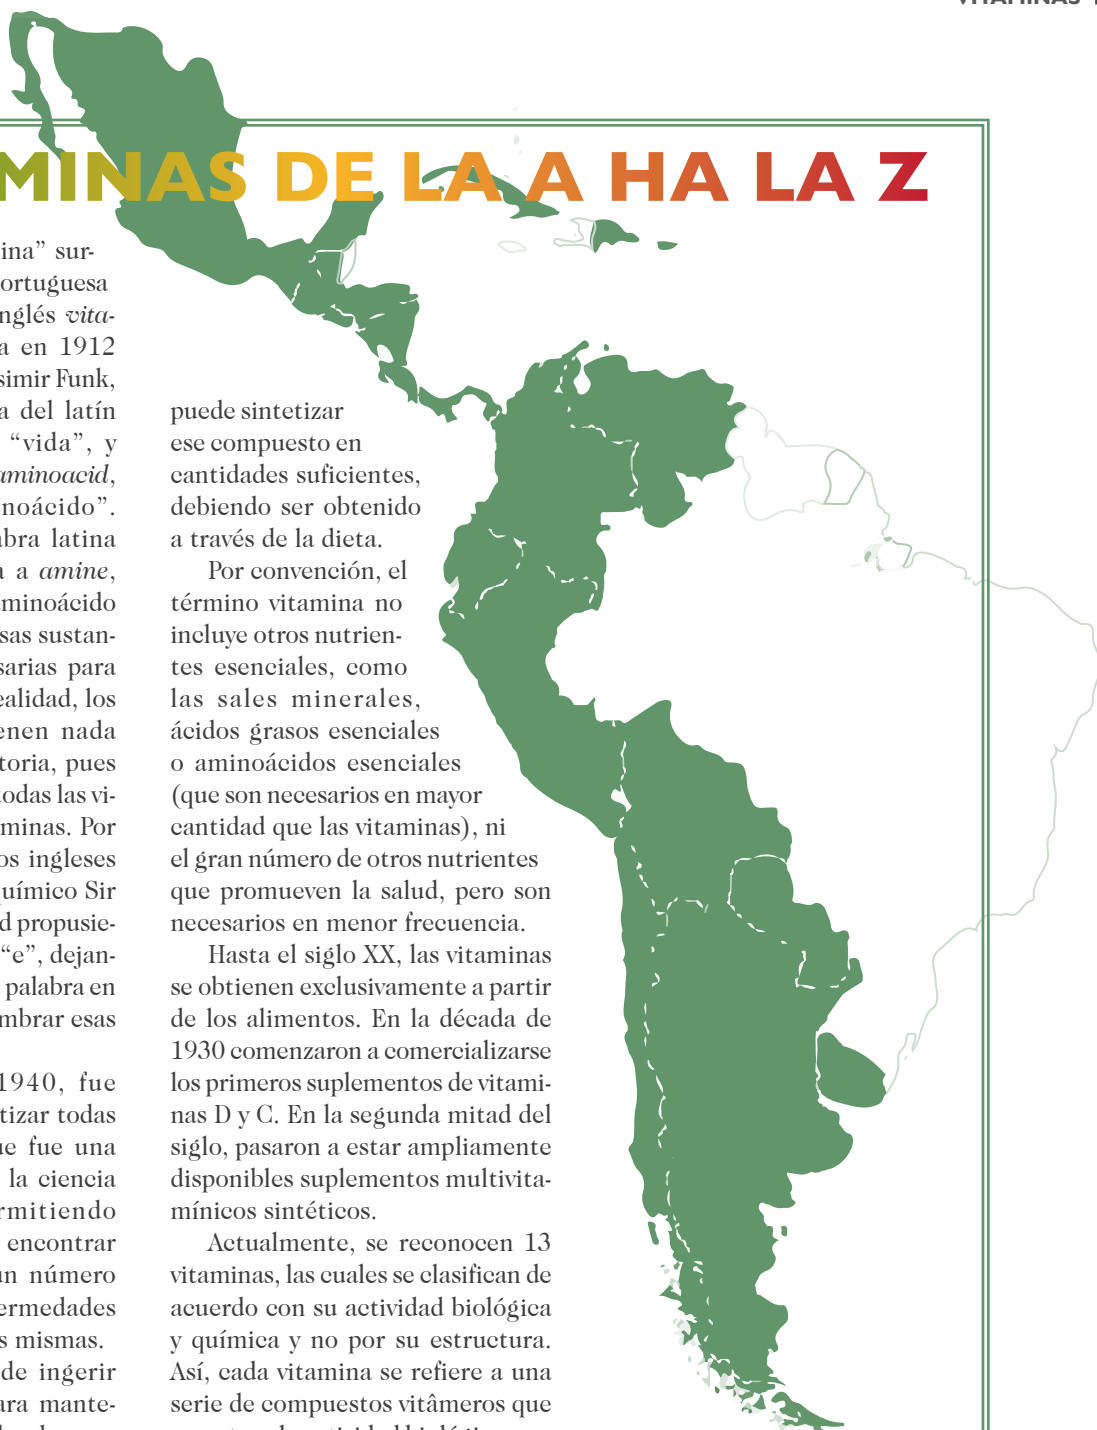 VITAMINAS
MINAS DE LA A HA LA Z
ina” sur-
ortuguesa
nglés vita-
a en 1912
simir Funk,
a del latín
“vida”, y
aminoacid,
noácido”.
abra latina
a a amine,
aminoácido
sas sustan-
sarias para
ealidad, los
enen nada
toria, pues
todas las vi-
minas. Por
os ingleses
químico Sir
d propusie-
“e”, dejan-
palabra en
mbrar esas
1940, fue
tizar todas
ue fue una
la ciencia
rmitiendo
encontrar
un número
ermedades
s mismas.
de ingerir
ara mante-
puede sintetizar
ese compuesto en
cantidades suficientes,
debiendo ser obtenido
a través de la dieta.
Por convención, el
término vitamina no
incluye otros nutrien-
tes esenciales, como
las sales minerales,
ácidos grasos esenciales
o aminoácidos esenciales
(que son necesarios en mayor
cantidad que las vitaminas), ni
el gran número de otros nutrientes
que promueven la salud, pero son
necesarios en menor frecuencia.
Hasta el siglo XX, las vitaminas
se obtienen exclusivamente a partir
de los alimentos. En la década de
1930 comenzaron a comercializarse
los primeros suplementos de vitami-
nas D y C. En la segunda mitad del
siglo, pasaron a estar ampliamente
disponibles suplementos multivita-
mínicos sintéticos.
Actualmente, se reconocen 13
vitaminas, las cuales se clasifican de
acuerdo con su actividad biológica
y química y no por su estructura.
Así, cada vitamina se refiere a una
serie de compuestos vitâmeros que